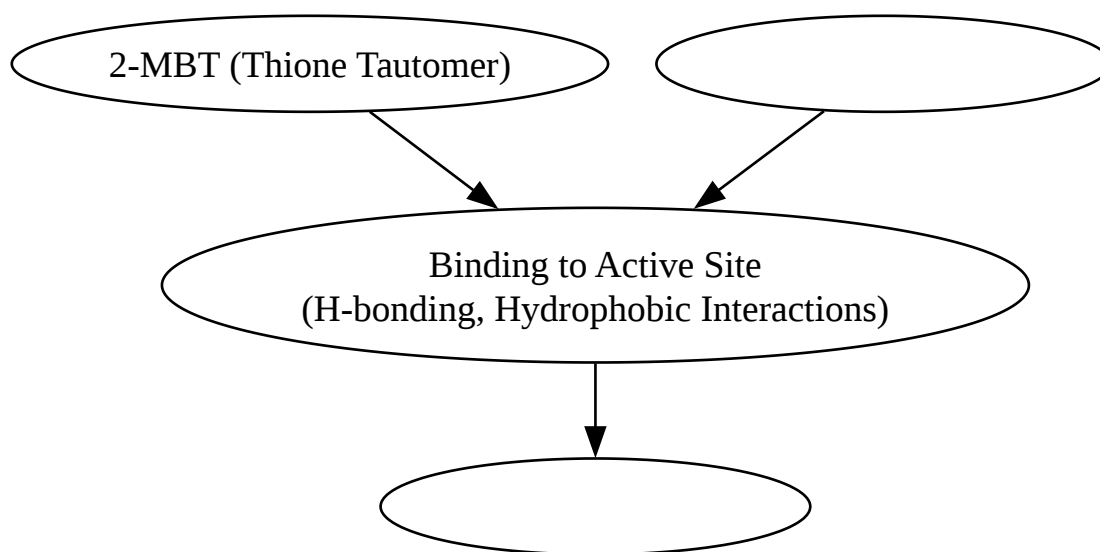 2-MBT (Thione Tautomer)
Binding to Active Site
(H-bonding, Hydrophobic Interactions)